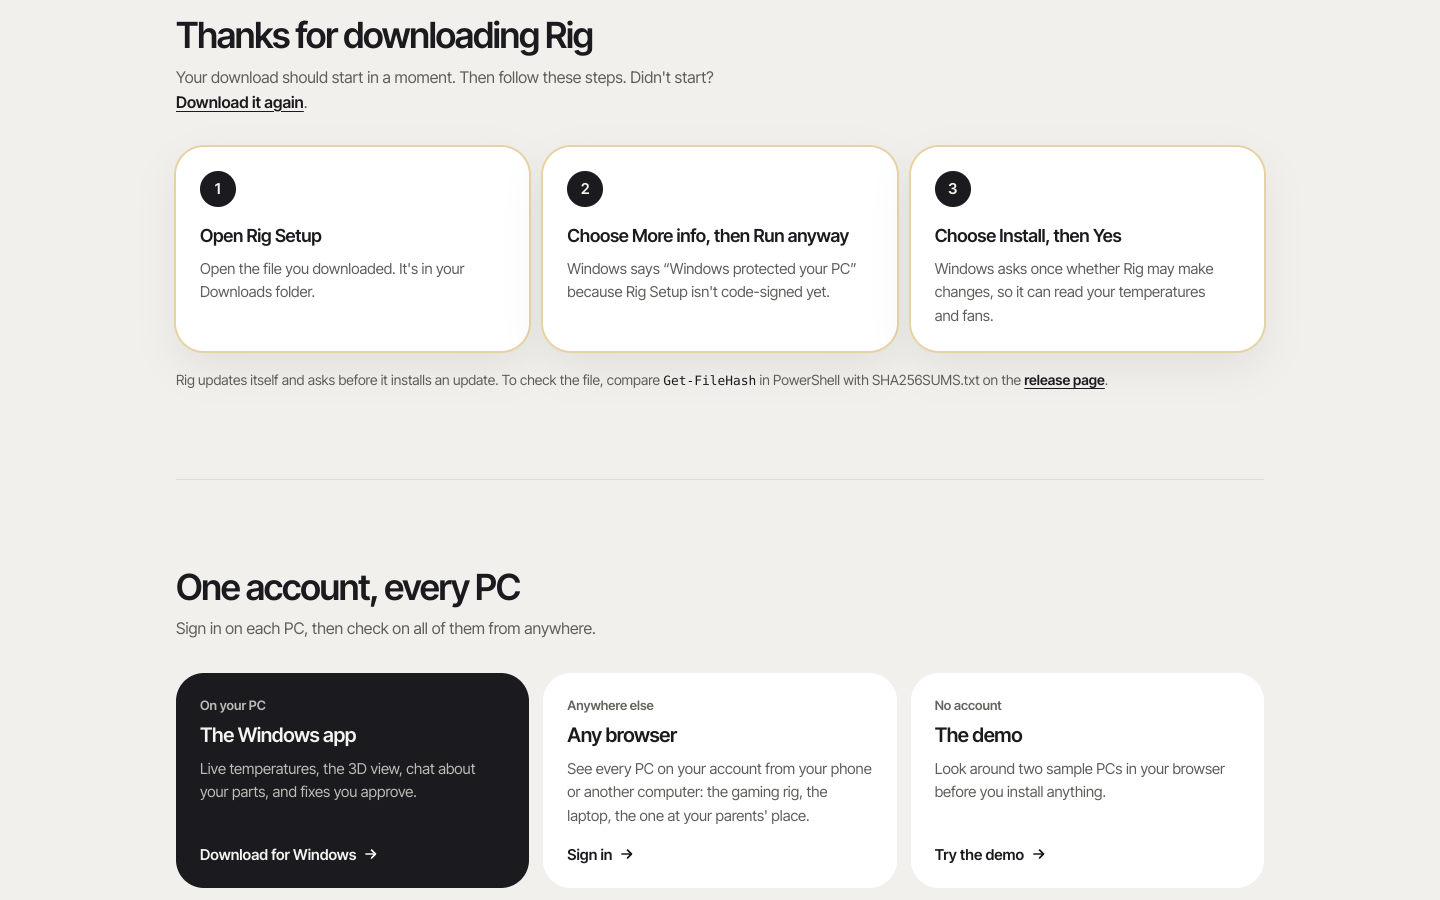 Thanks for downloading Rig
Your download should start in a moment. Then follow these steps. Didn't start?
Download it again.
1
Open Rig Setup
Open the file you downloaded. It's in your
Downloads folder.
2
Choose More info, then Run anyway
Windows says “Windows protected your PC”
because Rig Setup isn't code-signed yet.
3
Choose Install, then Yes
Windows asks once whether Rig may make
changes, so it can read your temperatures
and fans.
Rig updates itself and asks before it installs an update. To check the file, compare Get-FileHash in PowerShell with SHA256SUMS.txt on the release page.
One account, every PC
Sign in on each PC, then check on all of them from anywhere.
On your PC
The Windows app
Live temperatures, the 3D view, chat about
your parts, and fixes you approve.
Download for Windows →
Anywhere else
Any browser
See every PC on your account from your phone
or another computer: the gaming rig, the
laptop, the one at your parents' place.
Sign in →
No account
The demo
Look around two sample PCs in your browser
before you install anything.
Try the demo →